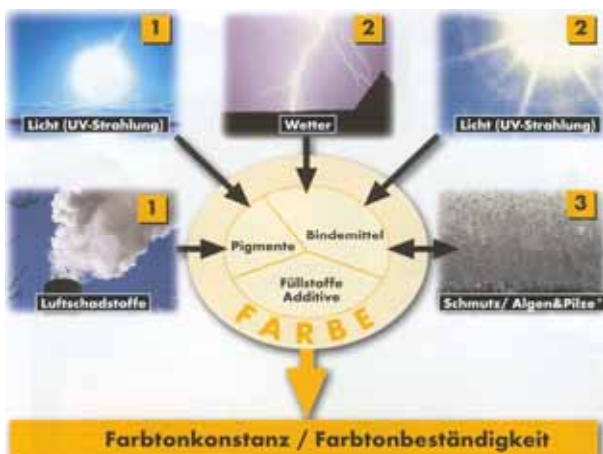 1
2
2
Licht (UV-Strahlung)
Wetter
Licht (UV-Strahlung)
1
3
Pigmente
Bindemittel
Füllstoffe
Additive
Luftschadstoffe
Schmutz/ Algen&Pilze*
FARBE
Farbtonkonstanz / Farbtonbeständigkeit